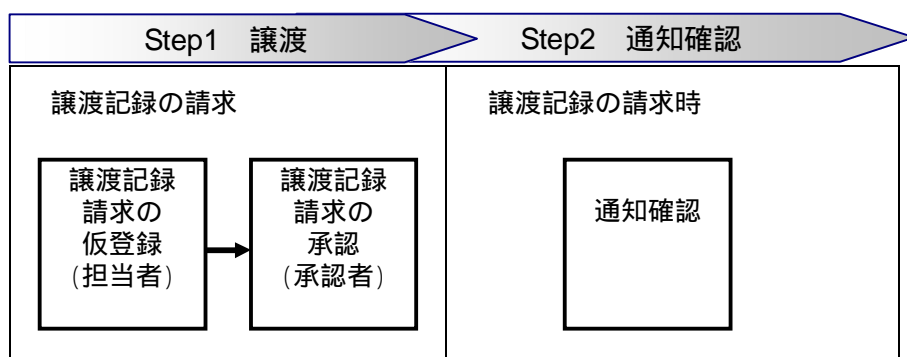 Step1 譲渡
Step2 通知確認
譲渡記録の請求
譲渡記録の請求時
譲渡記録
請求の
仮登録
(担当者)
譲渡記録
請求の
承認
(承認者)
通知確認